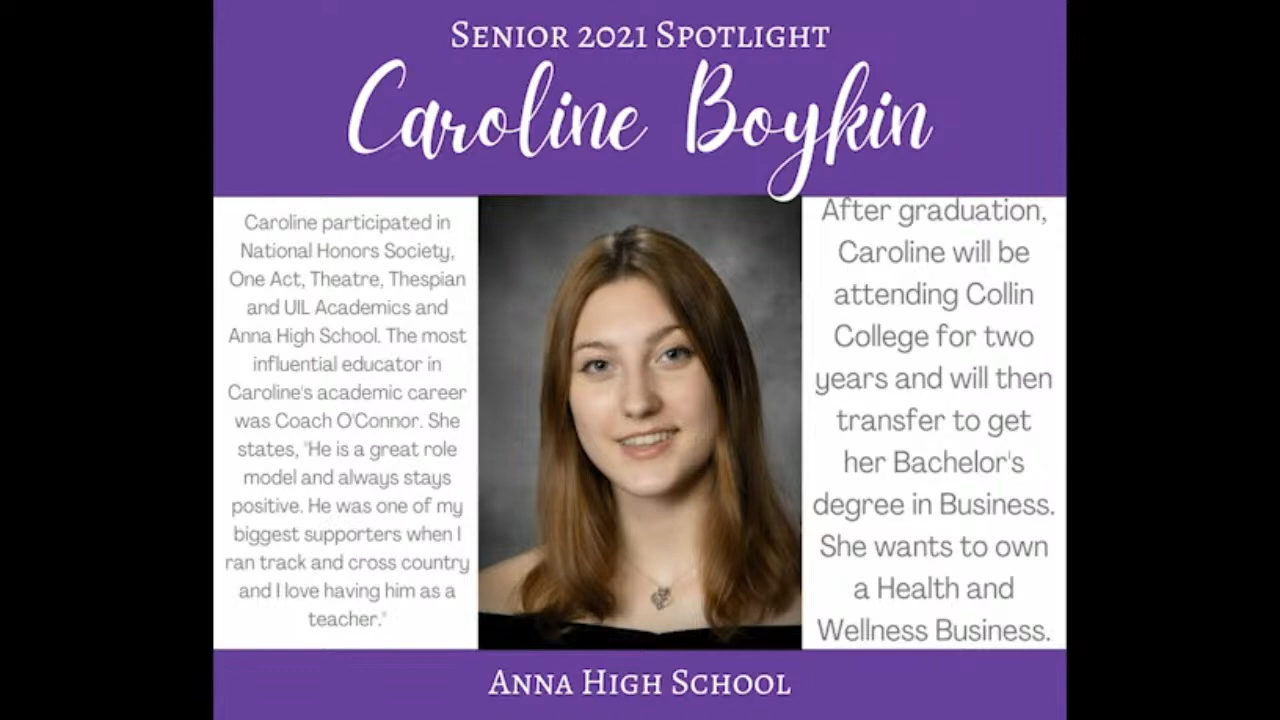 Senior 2021 Spotlight
Caroline Boykin
Caroline participated in
National Honors Society,
One Act, Theatre, Thespian
and UIL Academics and
Anna High School. The most
influential educator in
Caroline's academic career
was Coach O'Connor. She
states, "He is a great role
model and always stays
positive. He was one of my
biggest supporters when I
ran track and cross country
and I love having him as a
teacher."
After graduation,
Caroline will be
attending Collin
College for two
years and will then
transfer to get
her Bachelor's
degree in Business.
She wants to own
a Health and
Wellness Business.
Anna High School